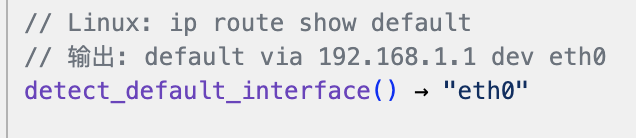 // Linux: ip route show default
// 输出: default via 192.168.1.1 dev eth0
detect_default_interface() → "eth0"